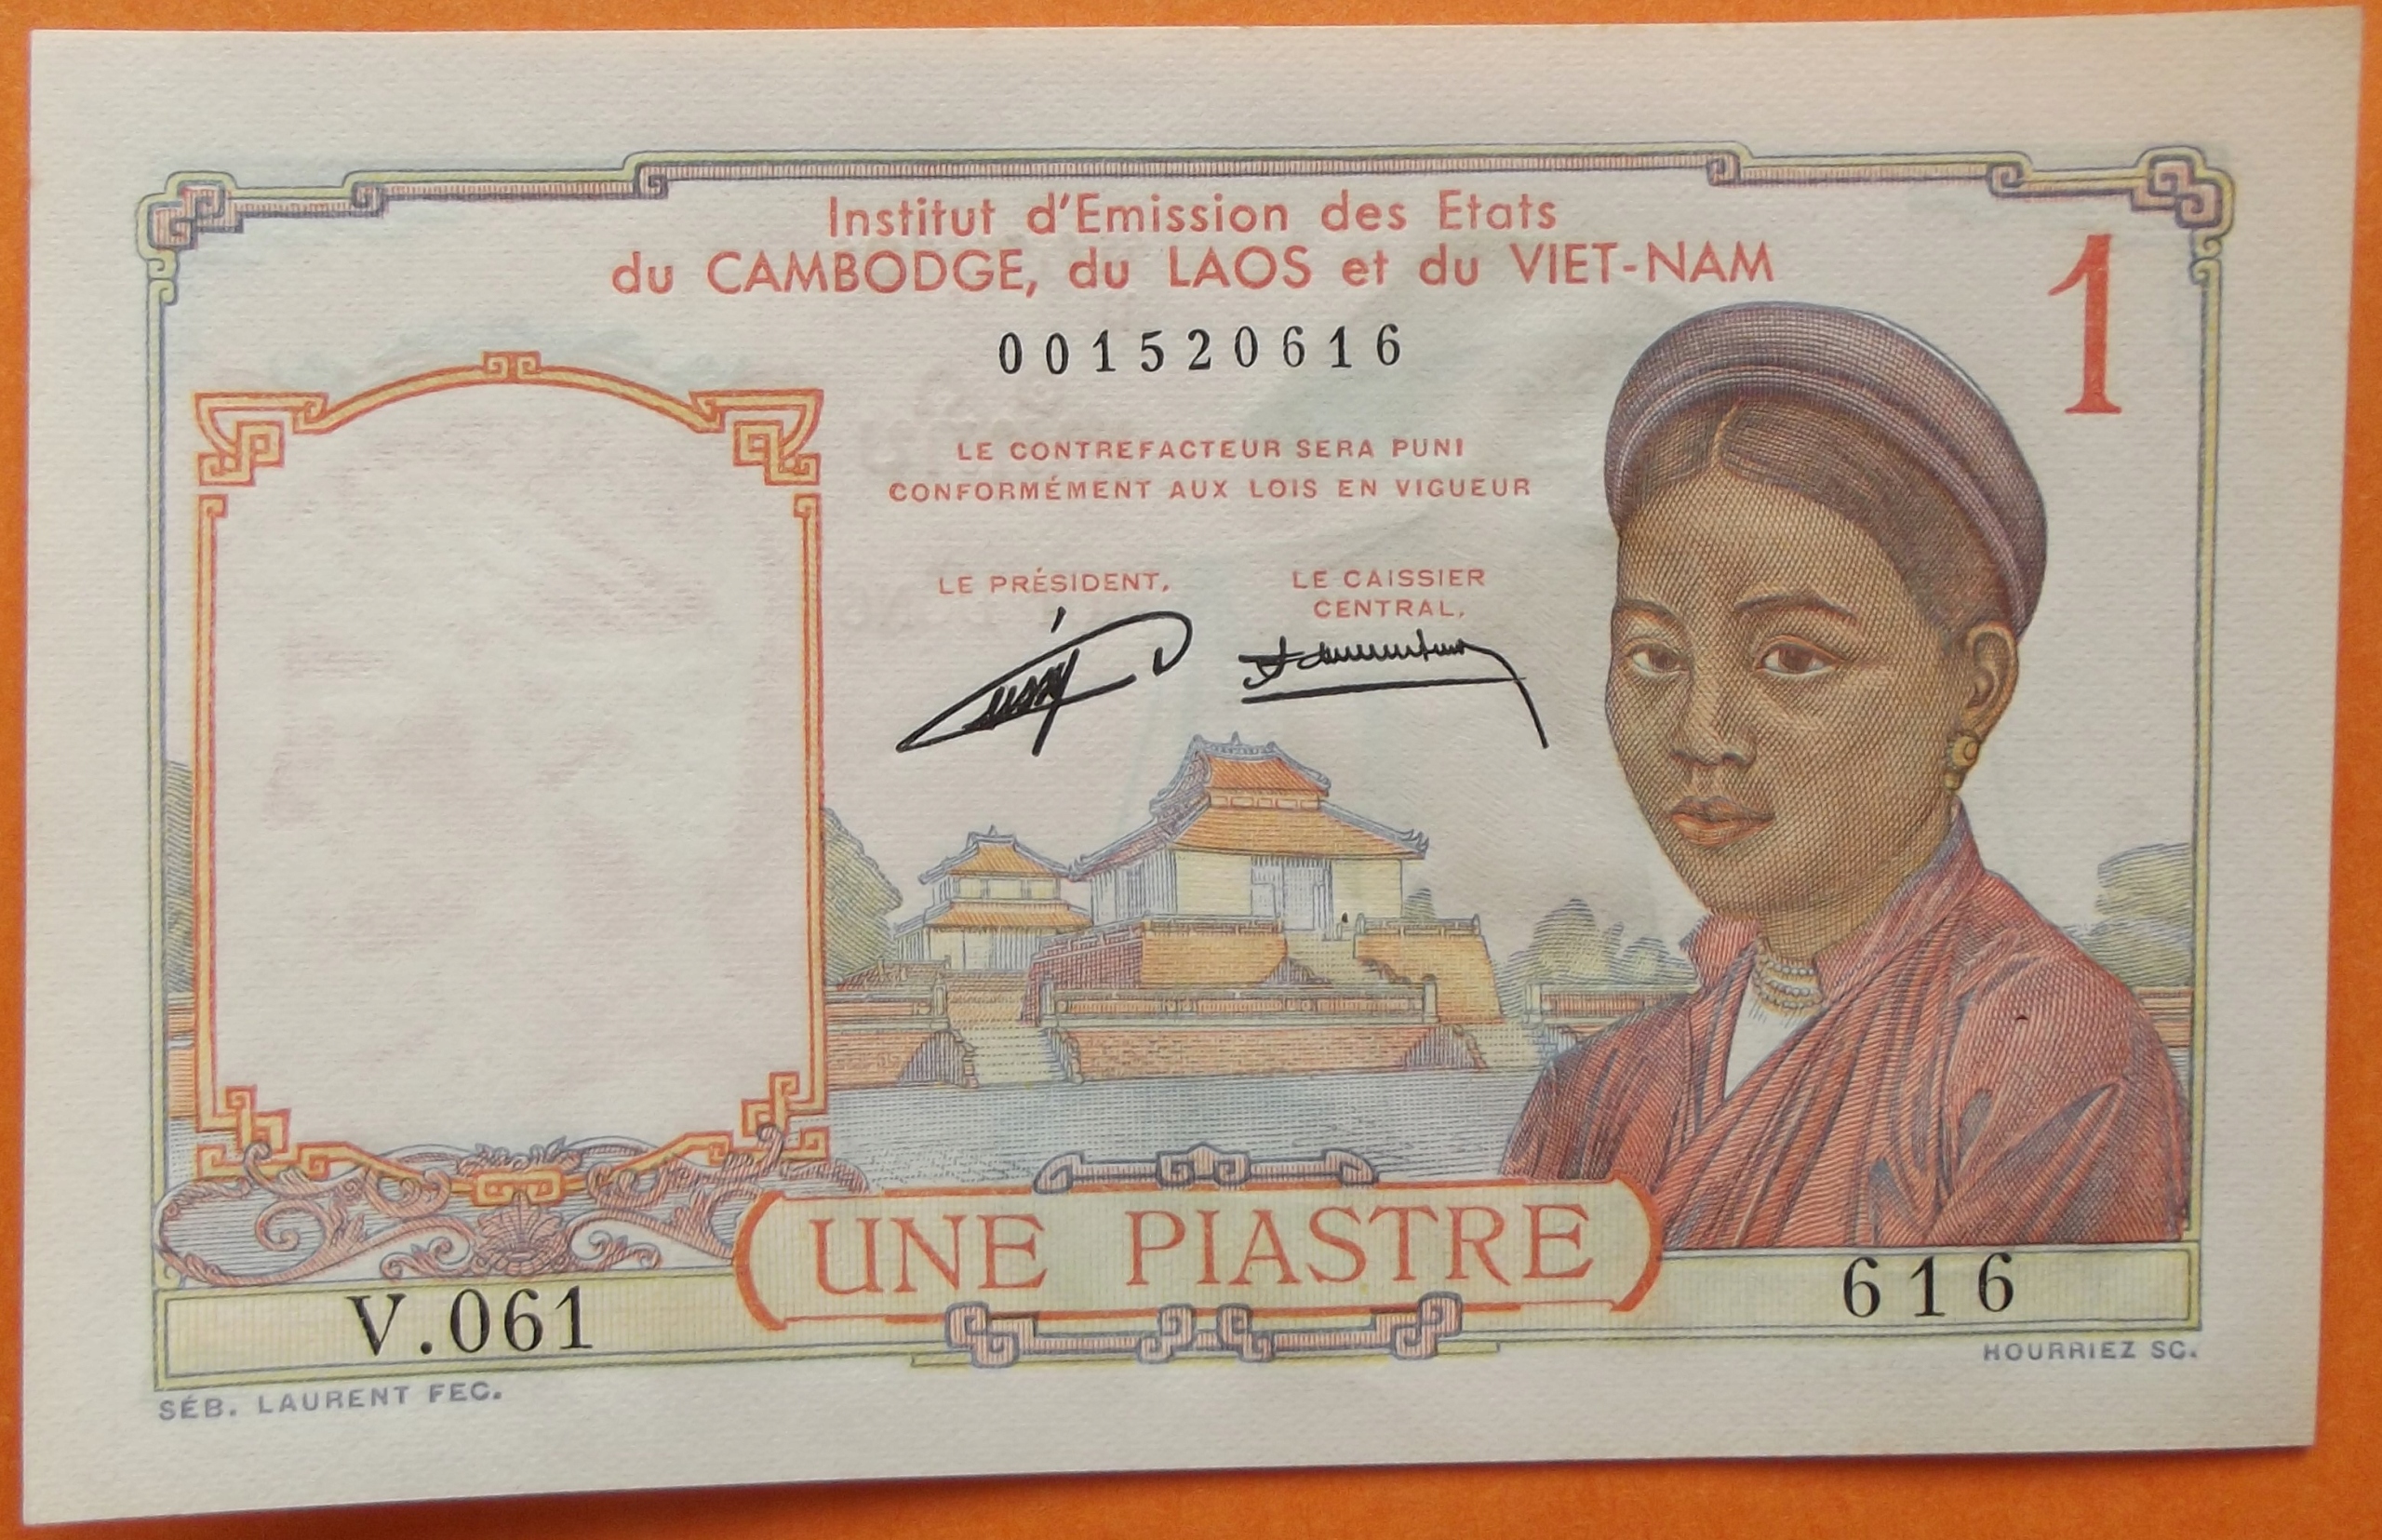 Institut d'Emission des Etats
du CAMBODGE, du LAOS et du VIET-NAM
1
001520616
LE CONTREFACTEUR SERA PUNI
CONFORMÉMENT AUX LOIS EN VIGUEUR
LE PRÉSIDENT,
LE CAISSIER
CENTRAL,
UNE PIASTRE
V.061
616
SÉB. LAURENT FEC.
HOURRIEZ SC.